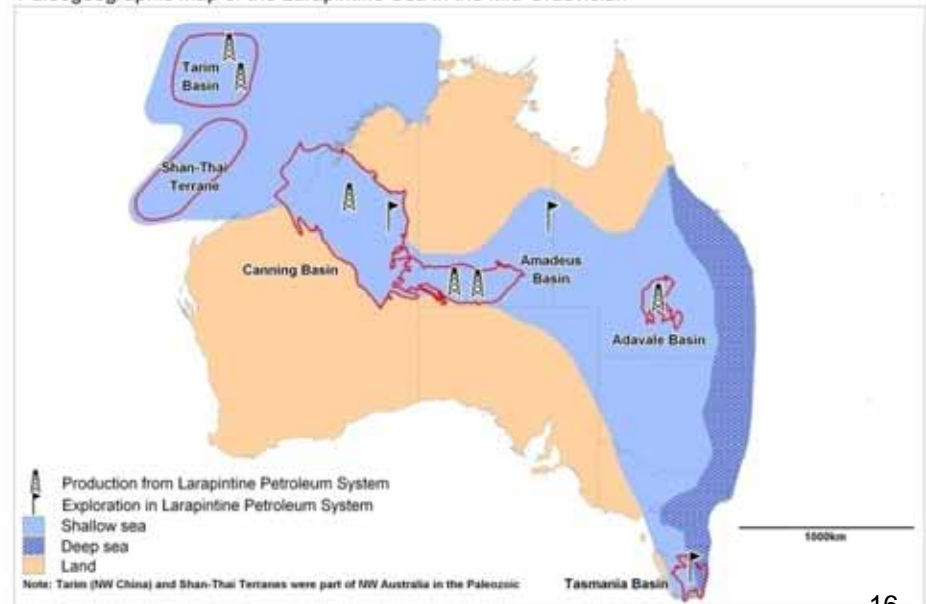 Tarim
Basin
Shan-Thai
Terrane
Canning Basin
Amadeus
Basin
Adavale Basin
Production from Larapintine Petroleum System
Exploration in Larapintine Petroleum System
Shallow sea
Deep sea
Land
1000km
Note: Tarim (NW China) and Shan-Thai Terranes were part of NW Australia in the Paleozoic
Tasmania Basin
16